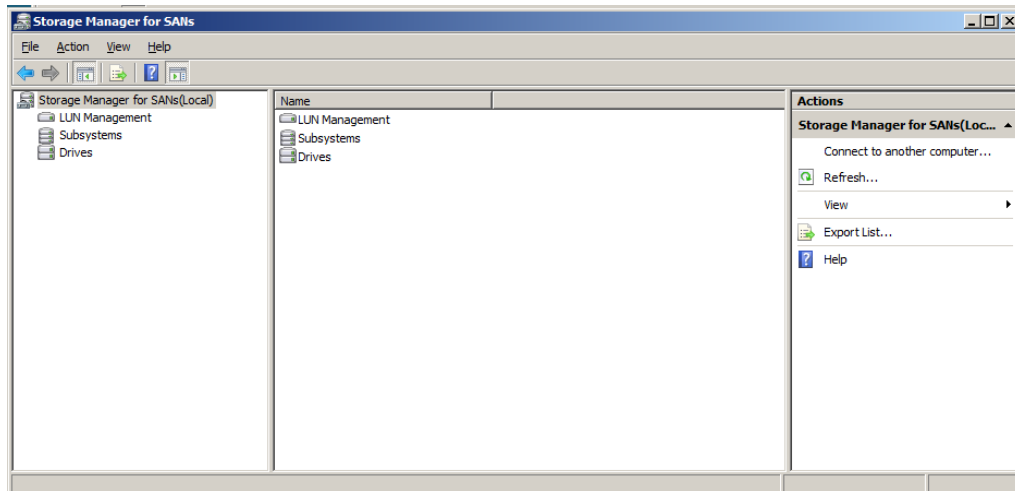 Storage Manager for SANs
File Action View Help
Storage Manager for SANs(Local)
LUN Management
Subsystems
Drives
Name
LUN Management
Subsystems
Drives
Actions
Storage Manager for SANs(Loc...
Connect to another computer...
Refresh...
View
Export List...
Help